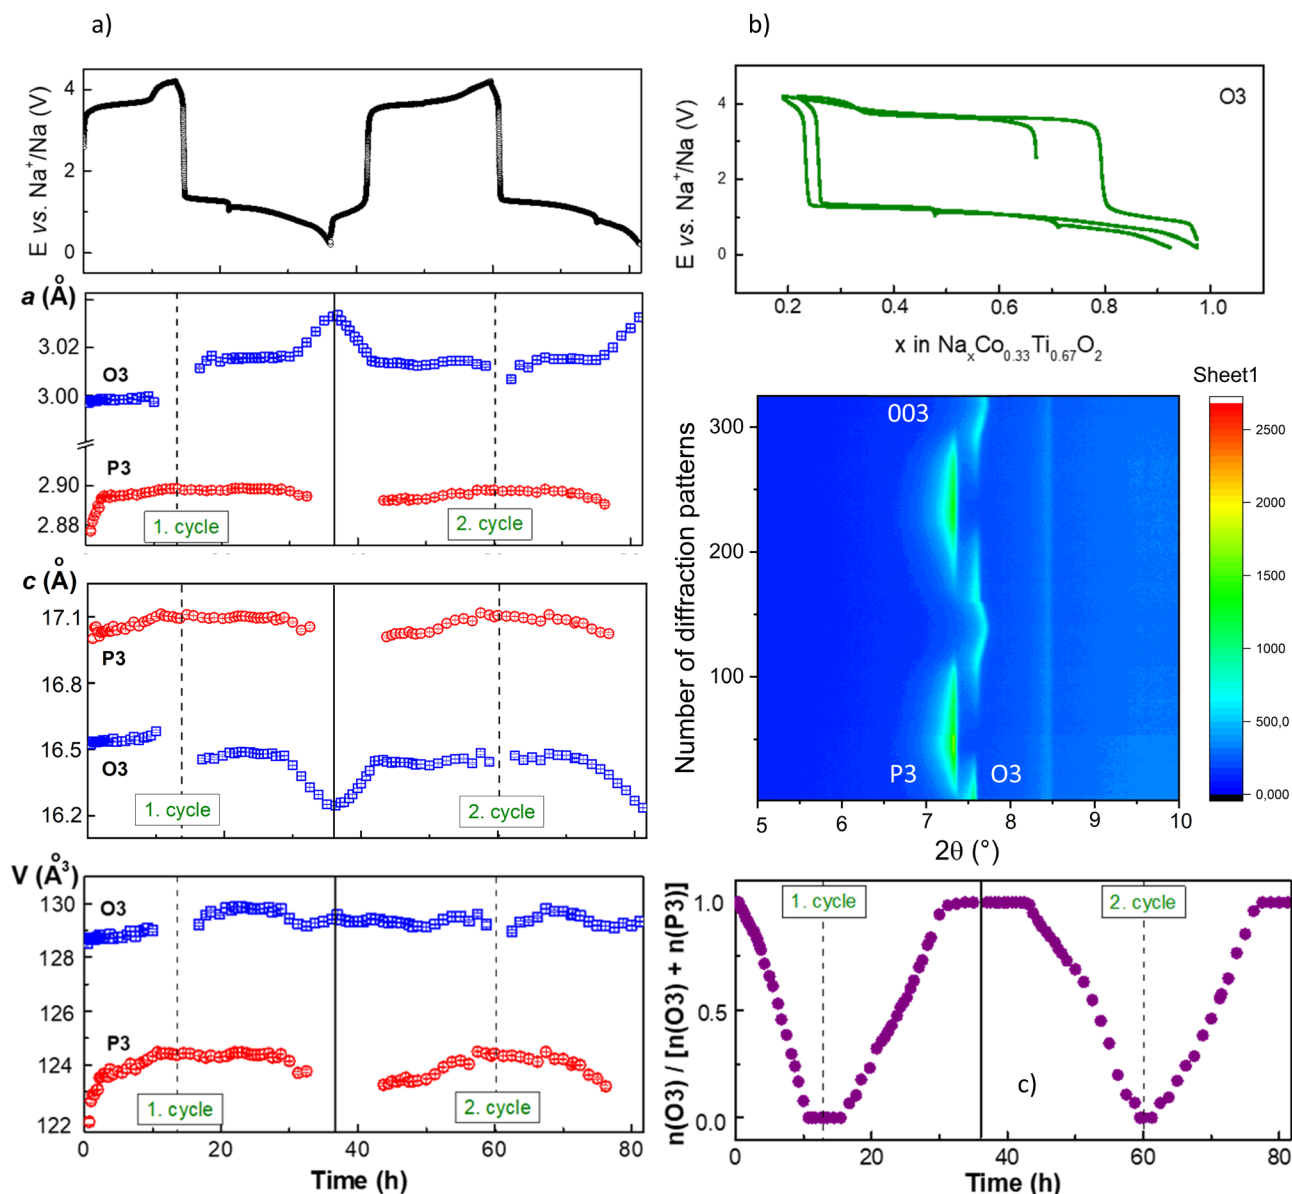 a)
E vs. Na⁺/Na (V)
4
2
0
a (Å)
3.02
3.00
2.90
2.88
O3
P3
1. cycle
2. cycle
c (Å)
17.1
16.8
16.5
16.2
P3
O3
1. cycle
2. cycle
V (Å³)
130
128
126
124
122
O3
P3
1. cycle
2. cycle
0
20
40
60
80
Time (h)
b)
O3
E vs. Na⁺/Na (V)
4
2
0
0.2
0.4
0.6
0.8
1.0
x in NaₓCo₀.₃₃Ti₀.₆₇O₂
Sheet1
2500
2000
1500
1000
500,0
0,000
Number of diffraction patterns
300
200
100
003
P3
O3
5
6
7
8
9
10
2θ (°)
n(O3) / [n(O3) + n(P3)]
1.0
0.5
0.0
1. cycle
2. cycle
c)
0
20
40
60
80
Time (h)